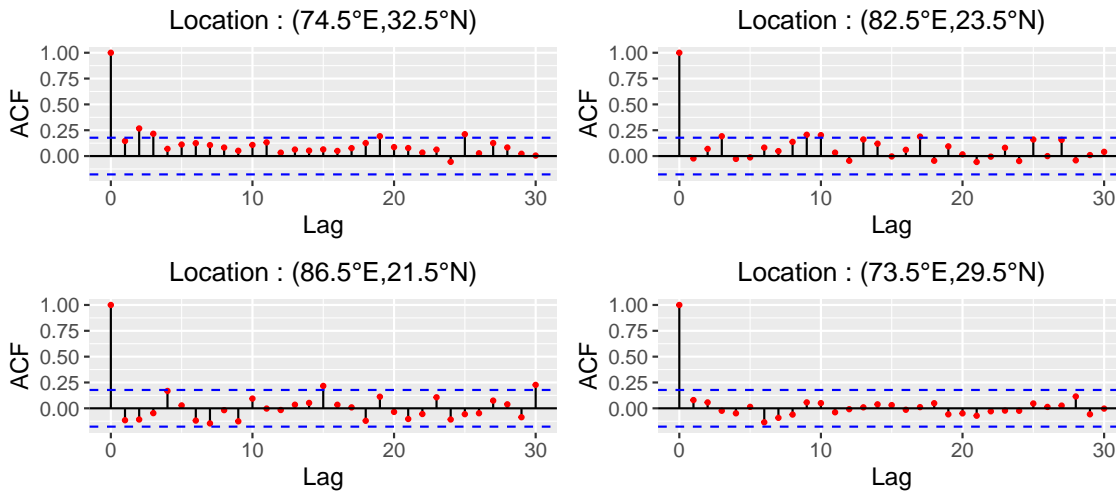 Location : (74.5°E,32.5°N)
ACF
1.00
0.75
0.50
0.25
0.00
0 10 20 30
Lag
Location : (82.5°E,23.5°N)
ACF
1.00
0.75
0.50
0.25
0.00
0 10 20 30
Lag
Location : (86.5°E,21.5°N)
ACF
1.00
0.75
0.50
0.25
0.00
0 10 20 30
Lag
Location : (73.5°E,29.5°N)
ACF
1.00
0.75
0.50
0.25
0.00
0 10 20 30
Lag